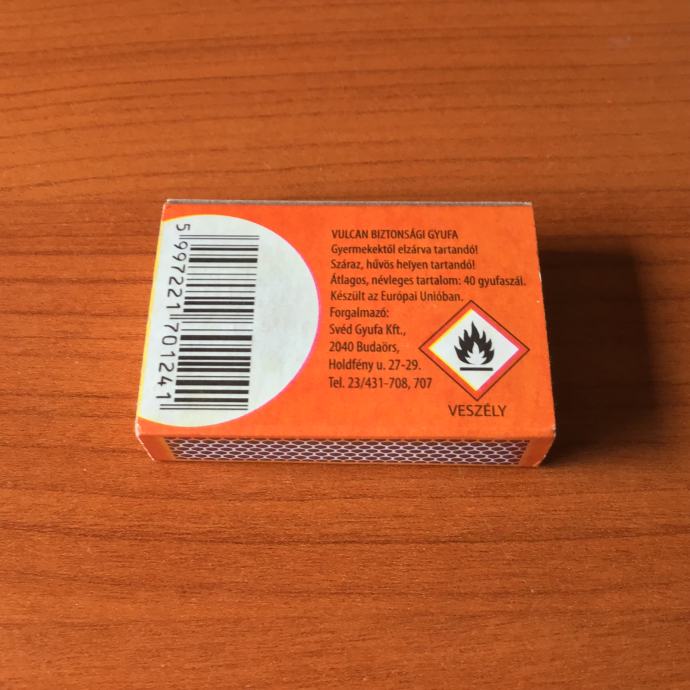 5997221701241
VULCAN BIZTONSÁGI GYUFA
Gyermekektől elzárva tartandó!
Száraz, hűvös helyen tartandó!
Átlagos, névleges tartalom: 40 gyufaszál.
Készült az Európai Unióban.
Forgalmazó:
Svéd Gyufa Kft.,
2040 Budaörs,
Holdfény u. 27-29.
Tel. 23/431-708, 707
VESZÉLY